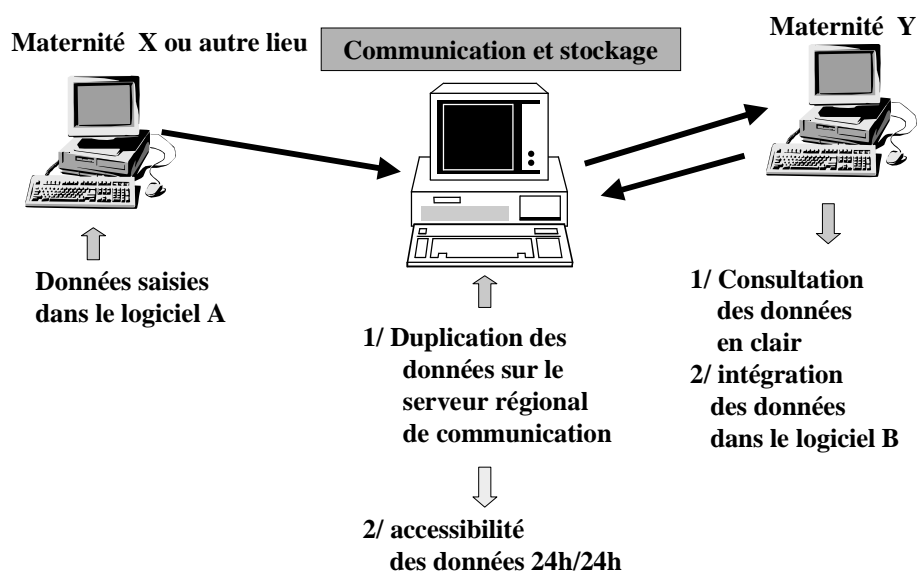 Maternité X ou autre lieu
Communication et stockage
Maternité Y
Données saisies
dans le logiciel A
1/ Duplication des
données sur le
serveur régional
de communication
2/ accessibilité
des données 24h/24h
1/ Consultation
des données
en clair
2/ intégration
des données
dans le logiciel B